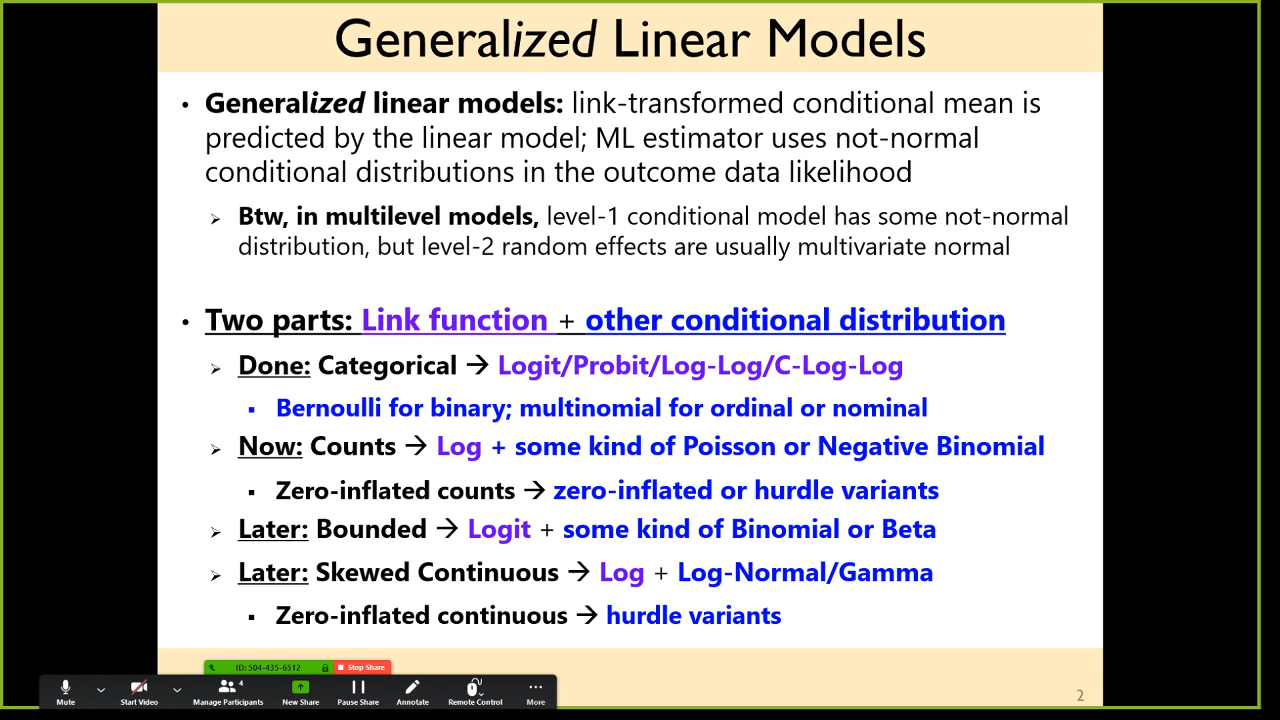 Generalized Linear Models
• Generalized linear models: link-transformed conditional mean is
predicted by the linear model; ML estimator uses not-normal
conditional distributions in the outcome data likelihood
➢ Btw, in multilevel models, level-1 conditional model has some not-normal
distribution, but level-2 random effects are usually multivariate normal
• Two parts: Link function + other conditional distribution
➢ Done: Categorical → Logit/Probit/Log-Log/C-Log-Log
▪ Bernoulli for binary; multinomial for ordinal or nominal
➢ Now: Counts → Log + some kind of Poisson or Negative Binomial
▪ Zero-inflated counts → zero-inflated or hurdle variants
➢ Later: Bounded → Logit + some kind of Binomial or Beta
➢ Later: Skewed Continuous → Log + Log-Normal/Gamma
▪ Zero-inflated continuous → hurdle variants
ID: 504-435-6512 Stop Share
Mute Start Video Manage Participants 4 New Share Pause Share Annotate Remote Control More
2